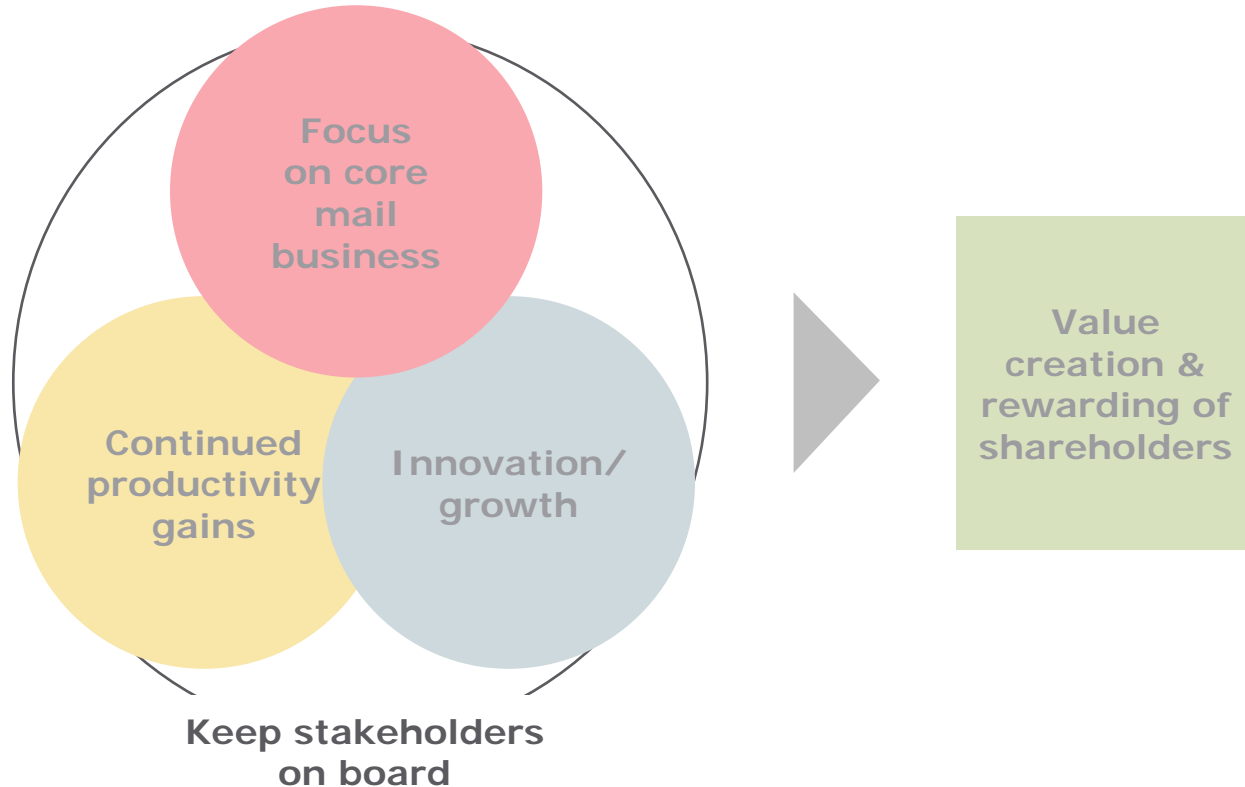 Focus
on core
mail
business
Continued
productivity
gains
Innovation/
growth
Keep stakeholders
on board
Value
creation &
rewarding of
shareholders